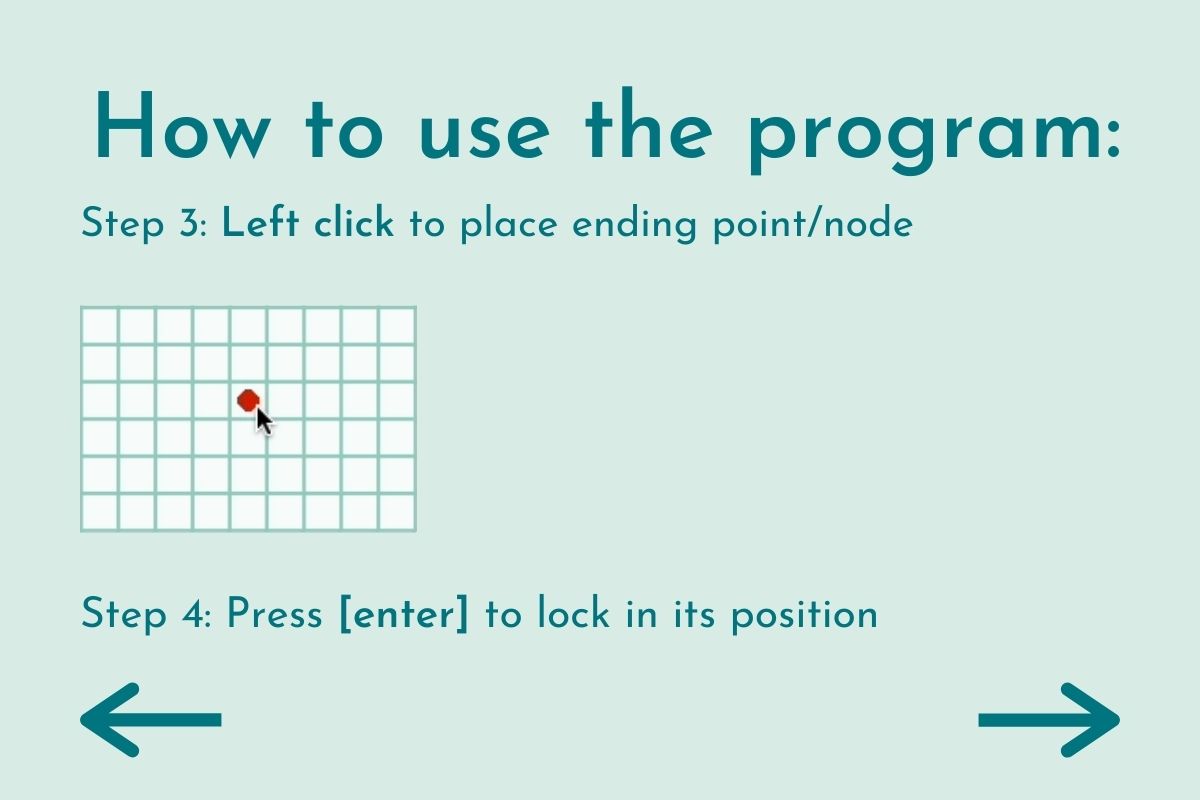 How to use the program:
Step 3: Left click to place ending point/node
Step 4: Press [enter] to lock in its position